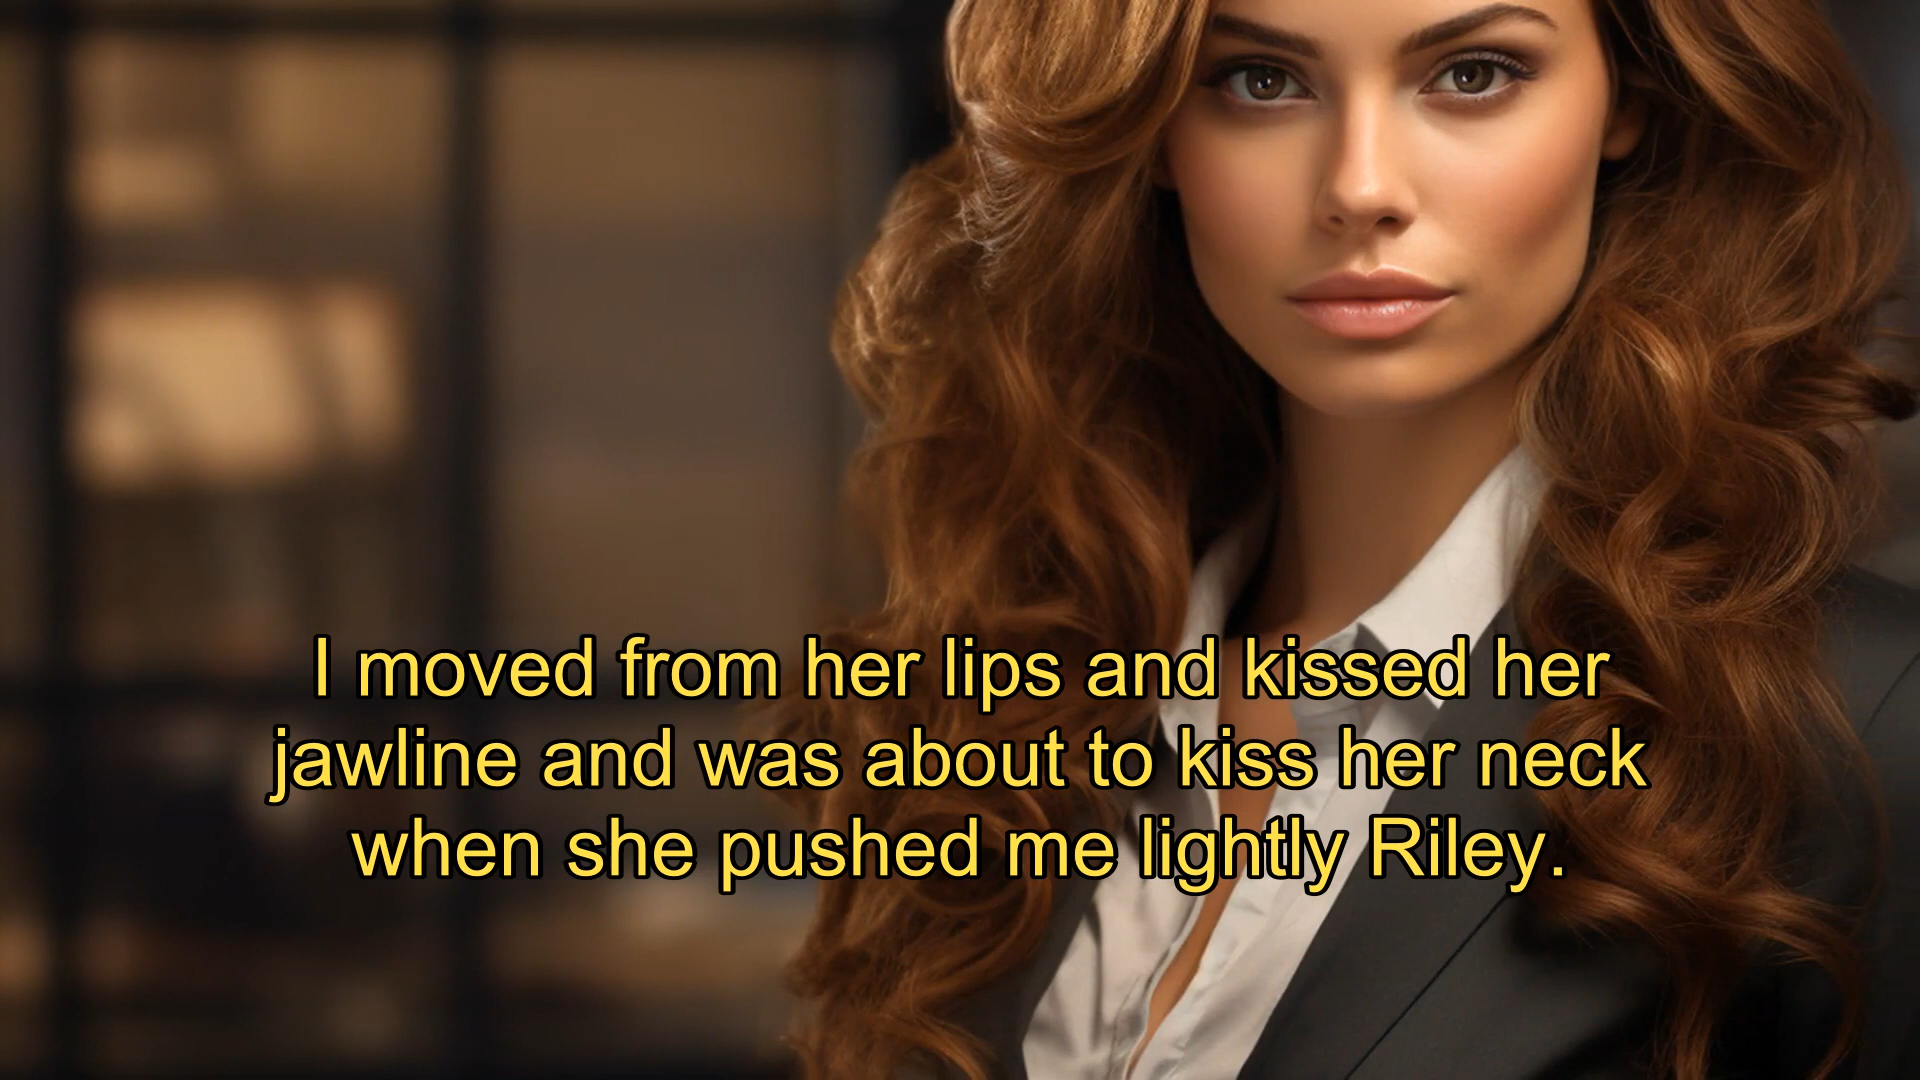 I moved from her lips and kissed her
jawline and was about to kiss her neck
when she pushed me lightly Riley.